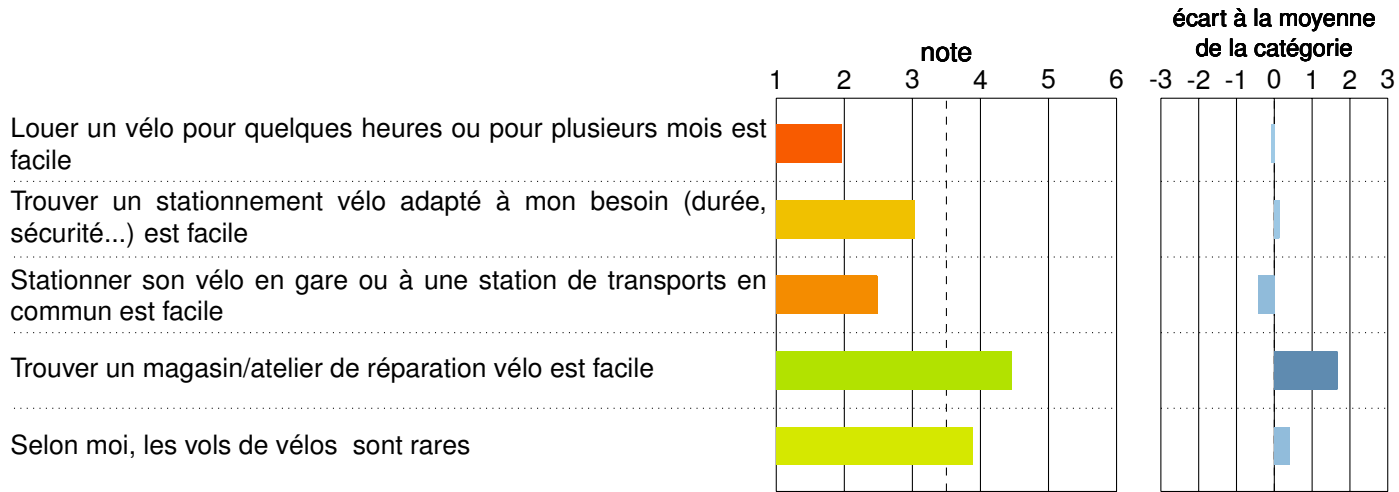 écart à la moyenne
de la catégorie
note
1 2 3 4 5 6
-3 -2 -1 0 1 2 3
Louer un vélo pour quelques heures ou pour plusieurs mois est
facile
Trouver un stationnement vélo adapté à mon besoin (durée,
sécurité...) est facile
Stationner son vélo en gare ou à une station de transports en
commun est facile
Trouver un magasin/atelier de réparation vélo est facile
Selon moi, les vols de vélos sont rares